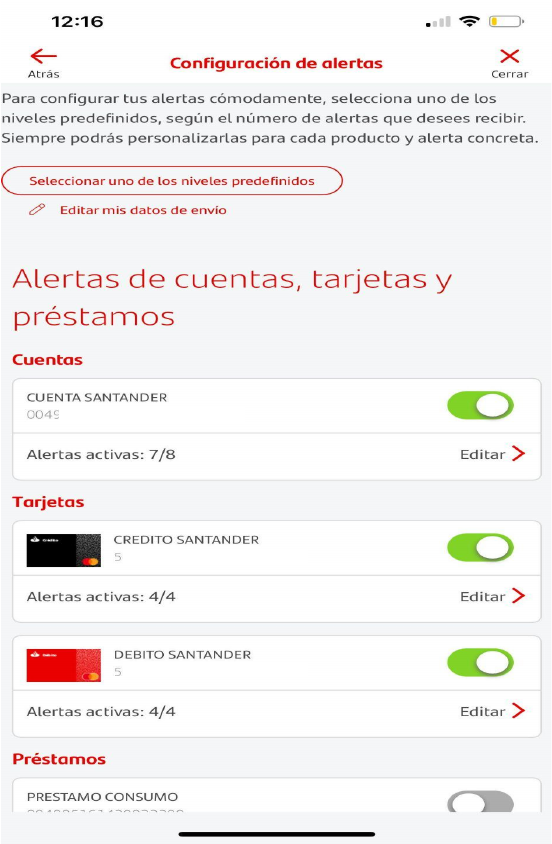 12:16
Atrás
Configuración de alertas
Cerrar
Para configurar tus alertas cómodamente, selecciona uno de los
niveles predefinidos, según el número de alertas que desees recibir.
Siempre podrás personalizarlas para cada producto y alerta concreta.
Seleccionar uno de los niveles predefinidos
Editar mis datos de envío
Alertas de cuentas, tarjetas y
préstamos
Cuentas
CUENTA SANTANDER
0049
Alertas activas: 7/8
Editar
Tarjetas
CREDITO SANTANDER
5
Alertas activas: 4/4
Editar
DEBITO SANTANDER
5
Alertas activas: 4/4
Editar
Préstamos
PRESTAMO CONSUMO